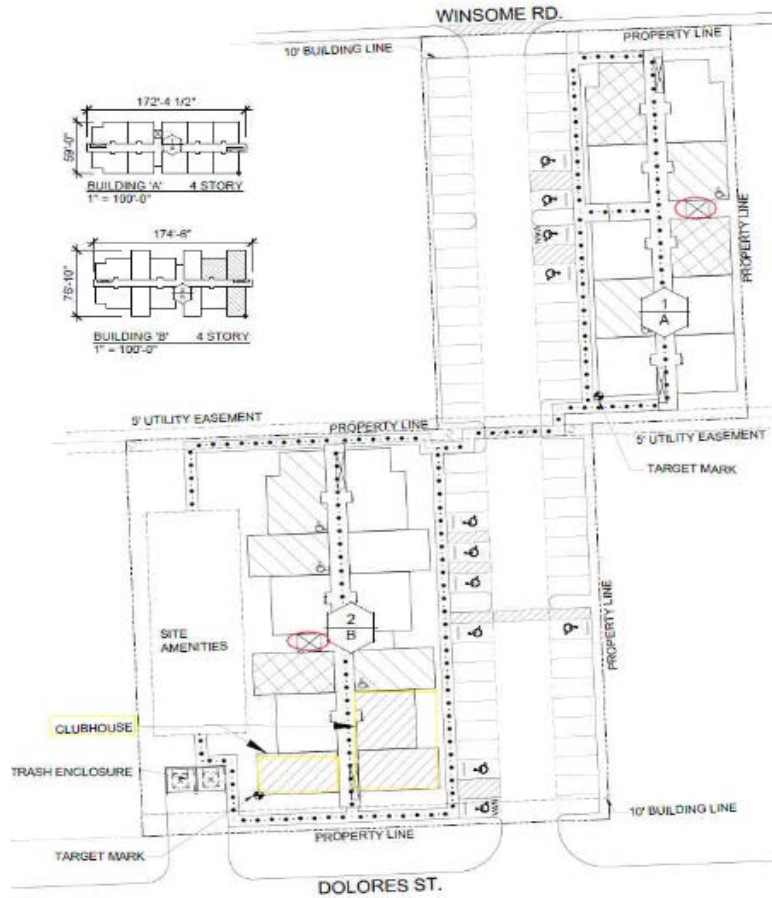 WINSOME RD.
10' BUILDING LINE
PROPERTY LINE
172'-4 1/2"
59'-0"
BUILDING 'A' 4 STORY
1" = 100'-0"
174'-6"
76'-10"
BUILDING 'B' 4 STORY
1" = 100'-0"
VAN
PROPERTY LINE
1
A
5' UTILITY EASEMENT
PROPERTY LINE
5' UTILITY EASEMENT
TARGET MARK
2
B
SITE
AMENITIES
PROPERTY LINE
CLUBHOUSE
TRASH ENCLOSURE
VAN
10' BUILDING LINE
PROPERTY LINE
TARGET MARK
DOLORES ST.